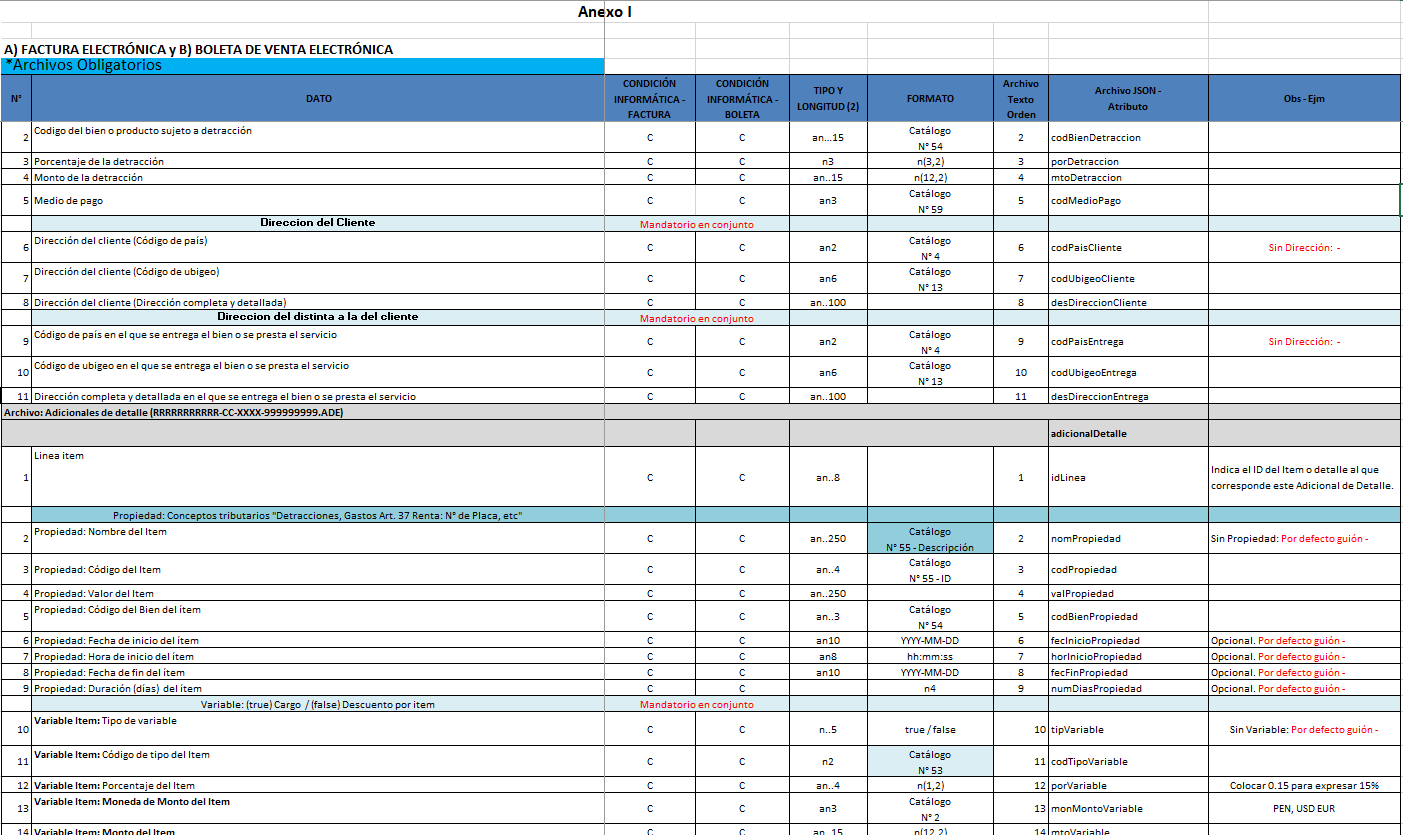 Anexo I
A) FACTURA ELECTRÓNICA y B) BOLETA DE VENTA ELECTRÓNICA
*Archivos Obligatorios
N° DATO CONDICIÓN INFORMÁTICA - FACTURA CONDICIÓN INFORMÁTICA - BOLETA TIPO Y LONGITUD (2) FORMATO Archivo Texto Orden Archivo JSON - Atributo Obs - Ejm
2 Codigo del bien o producto sujeto a detracción C C an...15 Catálogo N° 54 2 codBienDetraccion
3 Porcentaje de la detracción C C n3 n(3,2) 3 porDetraccion
4 Monto de la detracción C C an..15 n(12,2) 4 mtoDetraccion
5 Medio de pago C C an3 Catálogo N° 59 5 codMedioPago
Direccion del Cliente Mandatorio en conjunto
6 Dirección del cliente (Código de país) C C an2 Catálogo N° 4 6 codPaisCliente Sin Dirección: -
7 Dirección del cliente (Código de ubigeo) C C an6 Catálogo N° 13 7 codUbigeoCliente
8 Dirección del cliente (Dirección completa y detallada) C C an..100 8 desDireccionCliente
Direccion del distinta a la del cliente Mandatorio en conjunto
9 Código de país en el que se entrega el bien o se presta el servicio C C an2 Catálogo N° 4 9 codPaisEntrega Sin Dirección: -
10 Código de ubigeo en el que se entrega el bien o se presta el servicio C C an6 Catálogo N° 13 10 codUbigeoEntrega
11 Dirección completa y detallada en el que se entrega el bien o se presta el servicio C C an..100 11 desDireccionEntrega
Archivo: Adicionales de detalle (RRRRRRRRRRR-CC-XXXX-999999999.ADE)
adicionalDetalle
1 Linea item C C an..8 1 idLinea Indica el ID del Item o detalle al que corresponde este Adicional de Detalle.
Propiedad: Conceptos tributarios "Detracciones, Gastos Art. 37 Renta: N° de Placa, etc"
2 Propiedad: Nombre del Item C C an..250 Catálogo N° 55 - Descripción 2 nomPropiedad Sin Propiedad: Por defecto guión -
3 Propiedad: Código del Item C C an..4 Catálogo N° 55 - ID 3 codPropiedad
4 Propiedad: Valor del Item C C an..250 4 valPropiedad
5 Propiedad: Código del Bien del ítem C C an..3 Catálogo N° 54 5 codBienPropiedad
6 Propiedad: Fecha de inicio del ítem C C an10 YYYY-MM-DD 6 fecInicioPropiedad Opcional. Por defecto guión -
7 Propiedad: Hora de inicio del ítem C C an8 hh:mm:ss 7 horInicioPropiedad Opcional. Por defecto guión -
8 Propiedad: Fecha de fin del ítem C C an10 YYYY-MM-DD 8 fecFinPropiedad Opcional. Por defecto guión -
9 Propiedad: Duración (días) del ítem C C n4 9 numDiasPropiedad Opcional. Por defecto guión -
Variable: (true) Cargo / (false) Descuento por item Mandatorio en conjunto
10 Variable Item: Tipo de variable C C n..5 true / false 10 tipVariable Sin Variable: Por defecto guión -
11 Variable Item: Código de tipo del Item C C n2 Catálogo N° 53 11 codTipoVariable
12 Variable Item: Porcentaje del Item C C an..4 n(1,2) 12 porVariable Colocar 0.15 para expresar 15%
13 Variable Item: Moneda de Monto del Item C C an3 Catálogo N° 2 13 monMontoVariable PEN, USD EUR
14 Variable Item: Monto del Item C C an..15 n(12,2) 14 mtoVariable